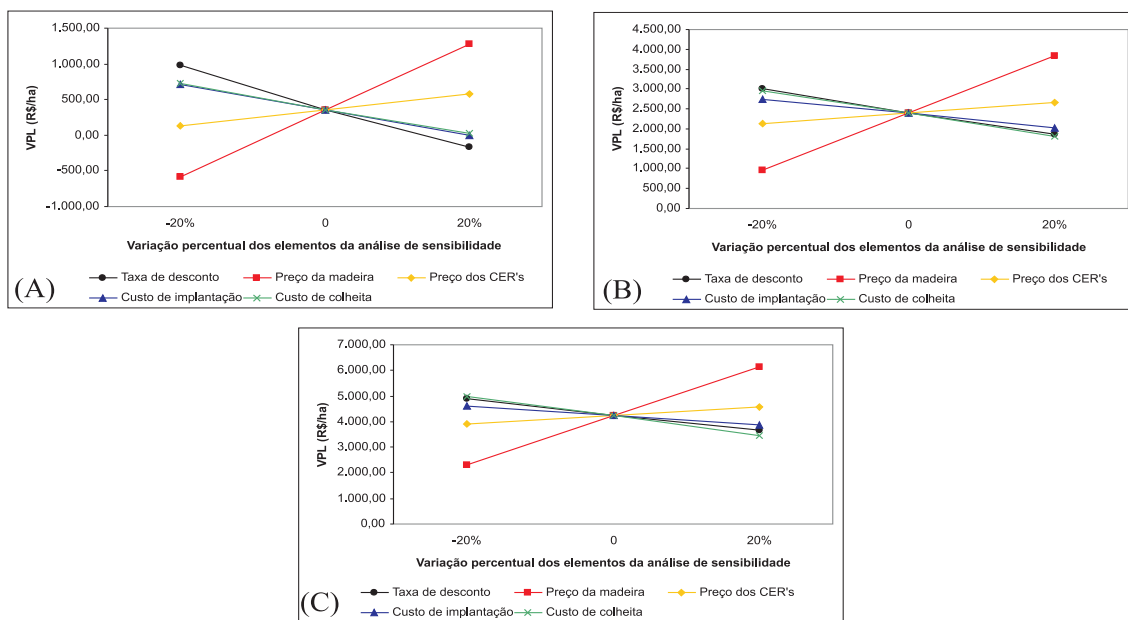 1.500,00
1.000,00
500,00
0,00
-500,00
-1.000,00
VPL (R$/ha)
-20% 0 20%
Variação percentual dos elementos da análise de sensibilidade
Taxa de desconto Preço da madeira Preço dos CER's
Custo de implantação Custo de colheita
(A)
4.500,00
4.000,00
3.500,00
3.000,00
2.500,00
2.000,00
1.500,00
1.000,00
500,00
0,00
VPL (R$/ha)
-20% 0 20%
Variação percentual dos elementos da análise de sensibilidade
Taxa de desconto Preço da madeira Preço dos CER's
Custo de implantação Custo de colheita
(B)
7.000,00
6.000,00
5.000,00
4.000,00
3.000,00
2.000,00
1.000,00
0,00
VPL (R$/ha)
-20% 0 20%
Variação percentual dos elementos da análise de sensibilidade
Taxa de desconto Preço da madeira Preço dos CER's
Custo de implantação Custo de colheita
(C)